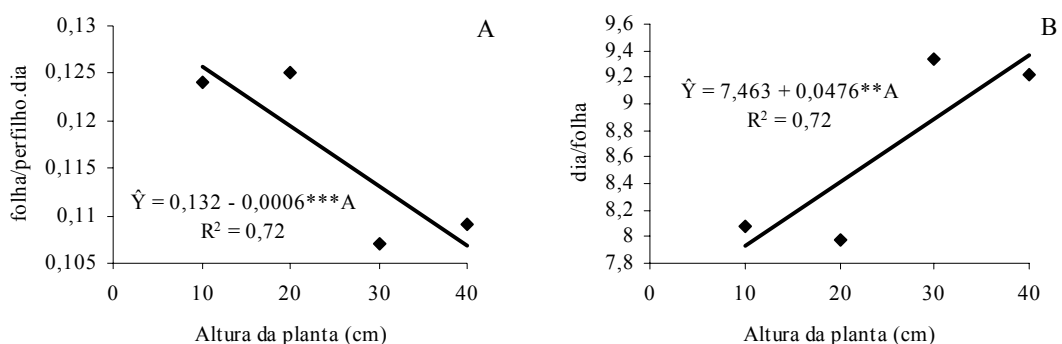 A
folha/perfilho.dia
0,13
0,125
0,12
0,115
0,11
0,105
Ŷ = 0,132 - 0,0006***A
R² = 0,72
0 10 20 30 40
Altura da planta (cm)
B
dia/folha
9,6
9,4
9,2
9
8,8
8,6
8,4
8,2
8
7,8
Ŷ = 7,463 + 0,0476**A
R² = 0,72
0 10 20 30 40
Altura da planta (cm)